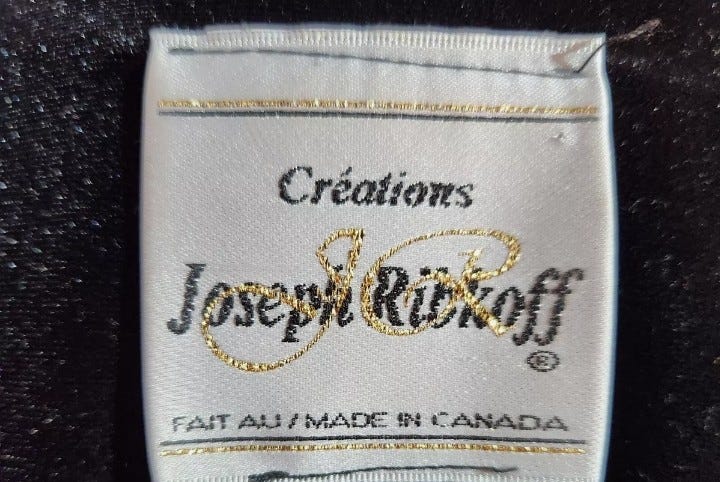 Créations
Joseph Ribkoff
®
FAIT AU / MADE IN CANADA